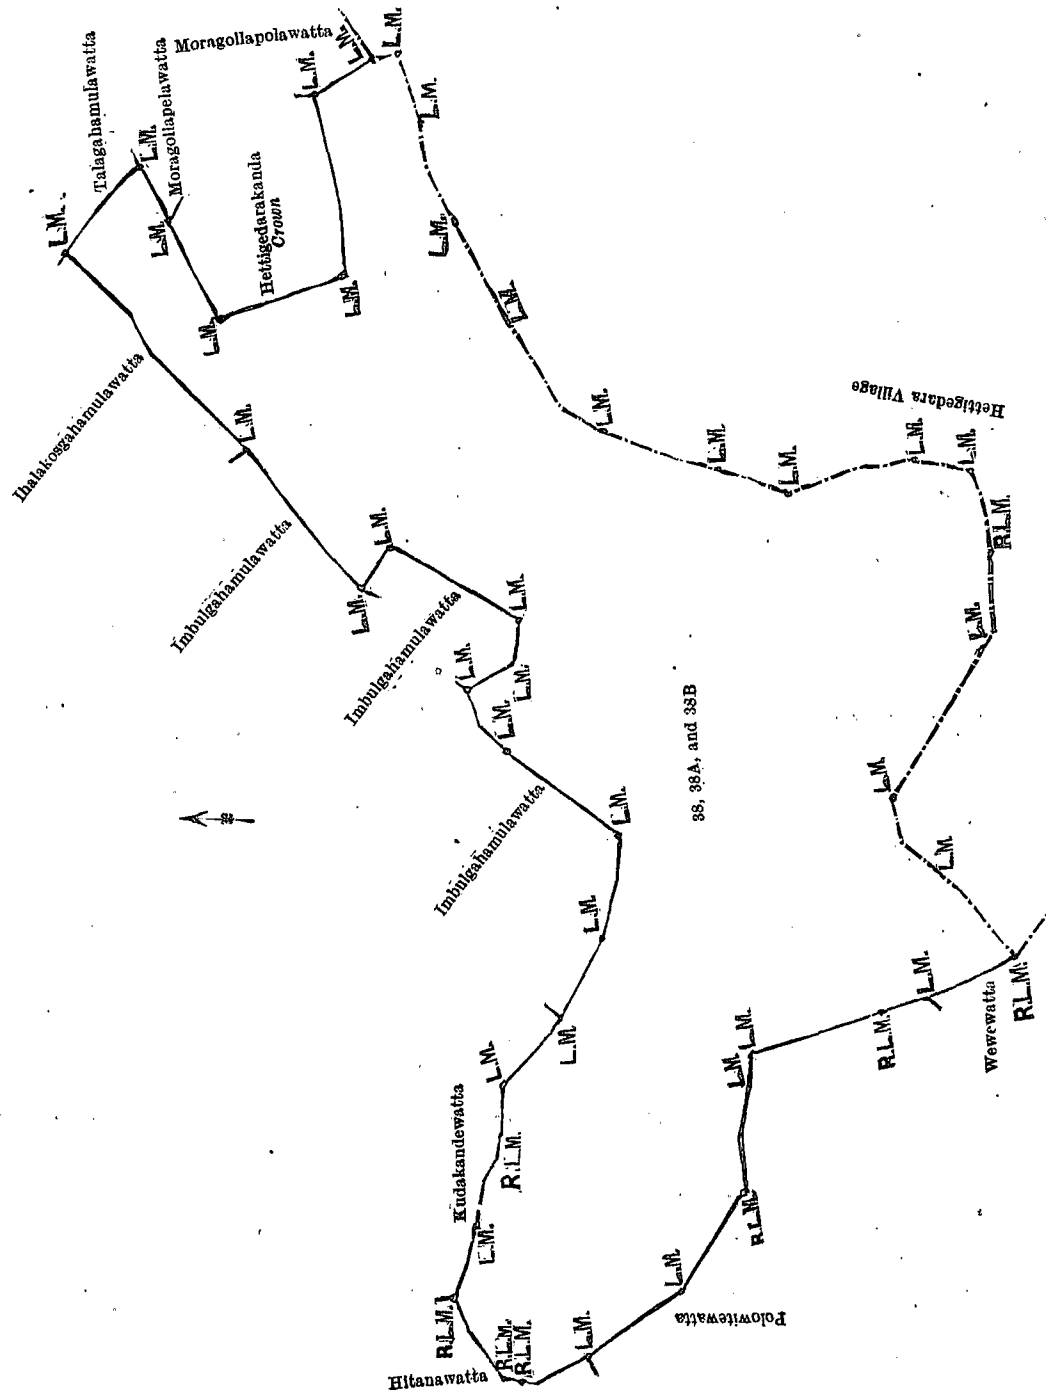 Moragollapolawatta
L.M.
L.M.
Talagahamulawatta
L.M.
L.M.
L.M.
Moragollapelawatta
L.M.
L.M.
Hettigedarakanda
Crown
L.M.
L.M.
L.M.
L.M.
L.M.
Ihalakosgahamulawatta
L.M.
L.M.
Hettigedara Village
Imbulgahamulawatta
L.M.
L.M.
L.M.
L.M.
L.M.
L.M.
R.L.M.
Imbulgahamulawatta
L.M.
L.M.
L.M.
L.M.
L.M.
38, 38A, and 38B
Imbulgahamulawatta
L.M.
L.M.
L.M.
L.M.
L.M.
L.M.
R.L.M.
Wewewatta
R.L.M.
L.M.
L.M.
L.M.
Kudakandewatta
R.L.M.
L.M.
R.L.M.
L.M.
Polowitewatta
R.L.M.
L.M.
R.L.M.
R.L.M.
Hitanawatta